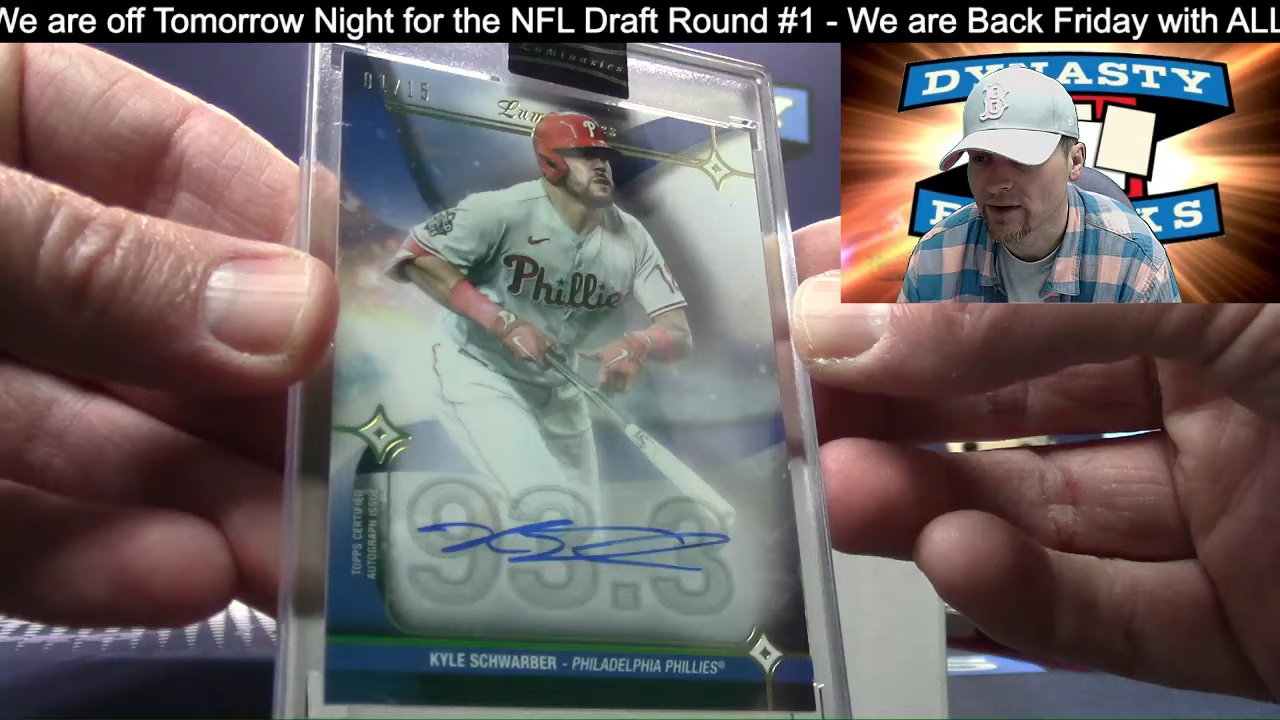 We are off Tomorrow Night for the NFL Draft Round #1 - We are Back Friday with ALL
Luminaries
01/15
P
Phillies
DYNASTY
B
93.3
TOPPS CERTIFIED
AUTOGRAPH ISSUE
KYLE SCHWARBER - PHILADELPHIA PHILLIES®